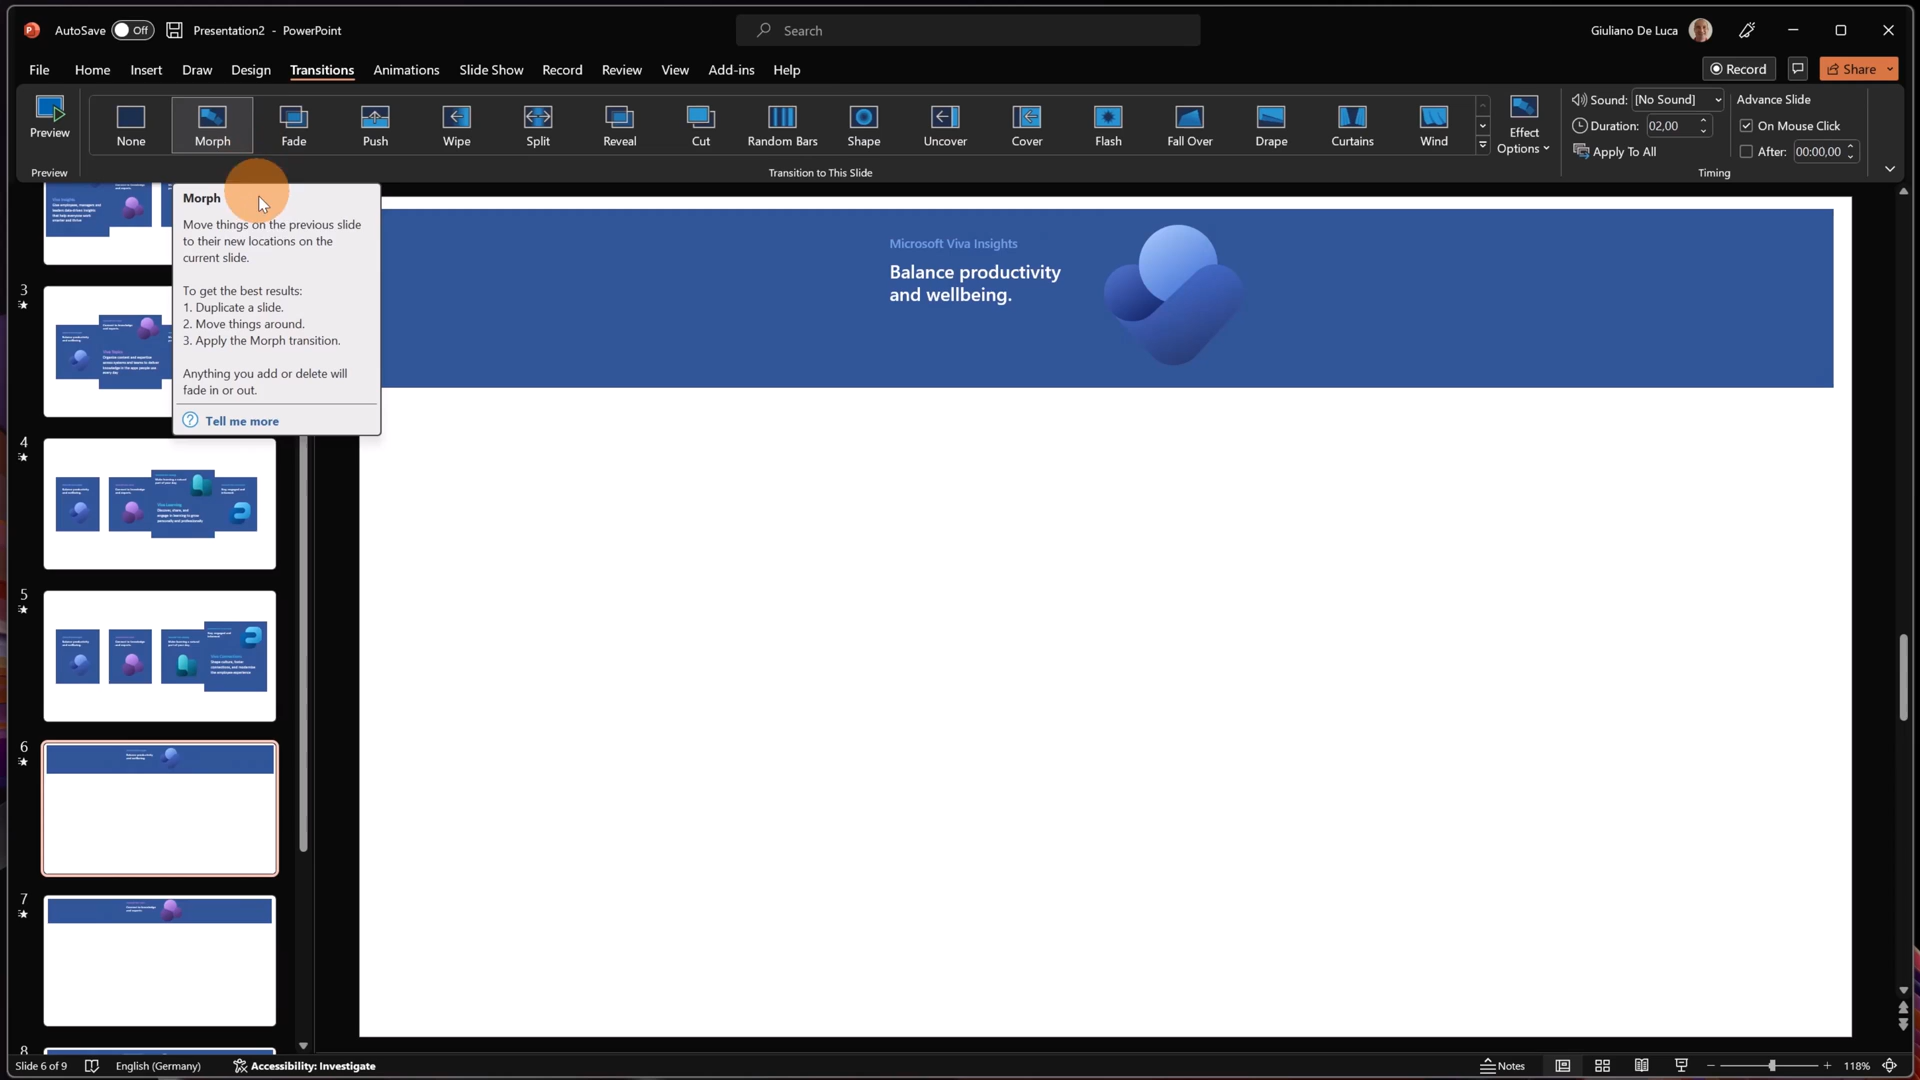 AutoSave Off Presentation2 - PowerPoint Search Giuliano De Luca
File Home Insert Draw Design Transitions Animations Slide Show Record Review View Add-ins Help Record Share
Preview None Morph Fade Push Wipe Split Reveal Cut Random Bars Shape Uncover Cover Flash Fall Over Drape Curtains Wind Effect Options
Sound: [No Sound] Advance Slide
Duration: 02,00 On Mouse Click
Apply To All After: 00:00,00
Preview Transition to This Slide Timing
Morph
Move things on the previous slide
to their new locations on the
current slide.
To get the best results:
1. Duplicate a slide.
2. Move things around.
3. Apply the Morph transition.
Anything you add or delete will
fade in or out.
Tell me more
Microsoft Viva Insights
Balance productivity
and wellbeing.
3
4
5
6
7
8
Slide 6 of 9 English (Germany) Accessibility: Investigate Notes 118%